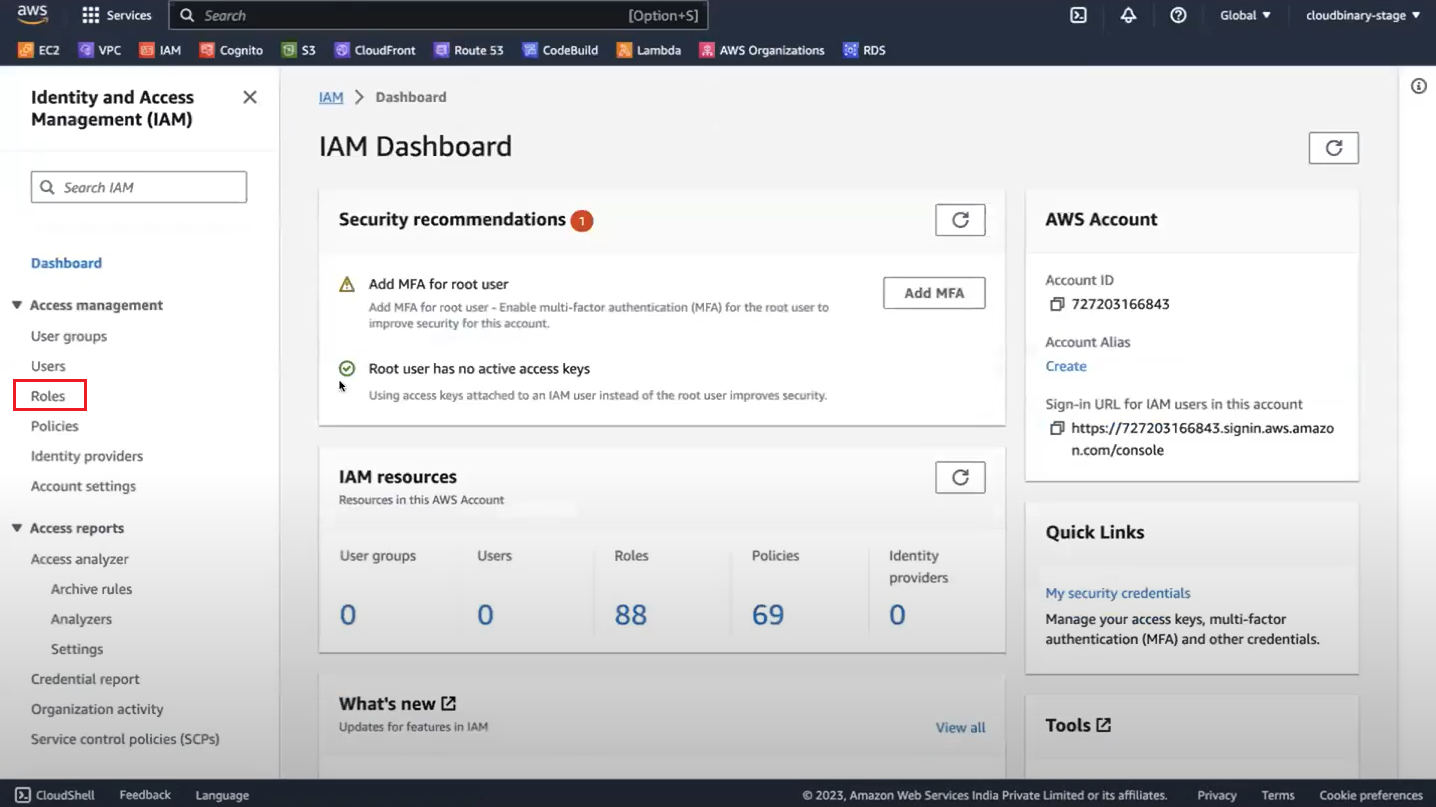 aws
Services
Search
[Option+S]
Global
cloudbinary-stage
EC2
VPC
IAM
Cognito
S3
CloudFront
Route 53
CodeBuild
Lambda
AWS Organizations
RDS
Identity and Access
Management (IAM)
Search IAM
Dashboard
Access management
User groups
Users
Roles
Policies
Identity providers
Account settings
Access reports
Access analyzer
Archive rules
Analyzers
Settings
Credential report
Organization activity
Service control policies (SCPs)
IAM
Dashboard
IAM Dashboard
Security recommendations 1
Add MFA for root user
Add MFA for root user - Enable multi-factor authentication (MFA) for the root user to
improve security for this account.
Add MFA
Root user has no active access keys
Using access keys attached to an IAM user instead of the root user improves security.
IAM resources
Resources in this AWS Account
User groups
0
Users
0
Roles
88
Policies
69
Identity
providers
0
What's new
Updates for features in IAM
View all
AWS Account
Account ID
727203166843
Account Alias
Create
Sign-in URL for IAM users in this account
https://727203166843.signin.aws.amazo
n.com/console
Quick Links
My security credentials
Manage your access keys, multi-factor
authentication (MFA) and other credentials.
Tools
CloudShell
Feedback
Language
© 2023, Amazon Web Services India Private Limited or its affiliates.
Privacy
Terms
Cookie preferences